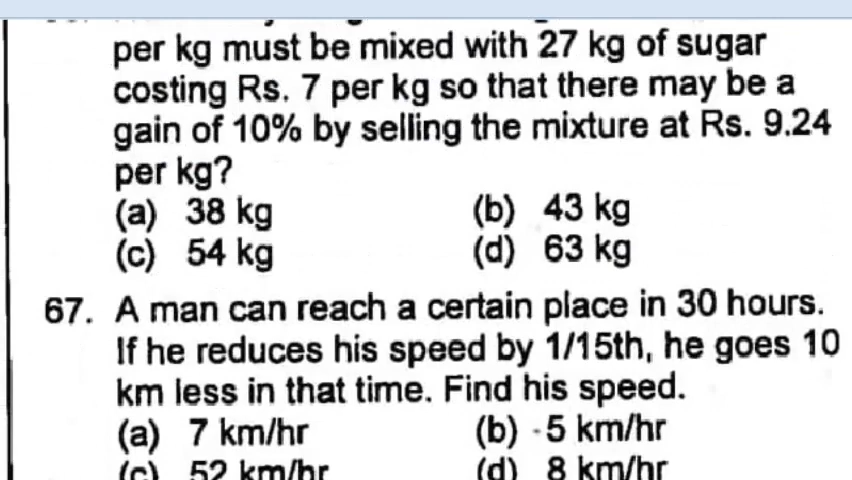 per kg must be mixed with 27 kg of sugar
costing Rs. 7 per kg so that there may be a
gain of 10% by selling the mixture at Rs. 9.24
per kg?
(a) 38 kg (b) 43 kg
(c) 54 kg (d) 63 kg
67. A man can reach a certain place in 30 hours.
If he reduces his speed by 1/15th, he goes 10
km less in that time. Find his speed.
(a) 7 km/hr (b) 5 km/hr
(c) 52 km/hr (d) 8 km/hr